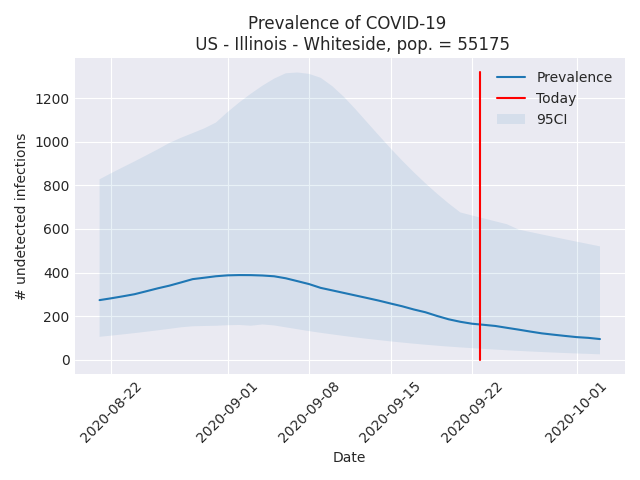 Prevalence of COVID-19
US - Illinois - Whiteside, pop. = 55175
# undetected infections
1200
1000
800
600
400
200
0
Prevalence
Today
95CI
2020-08-22
2020-09-01
2020-09-08
2020-09-15
2020-09-22
2020-10-01
Date